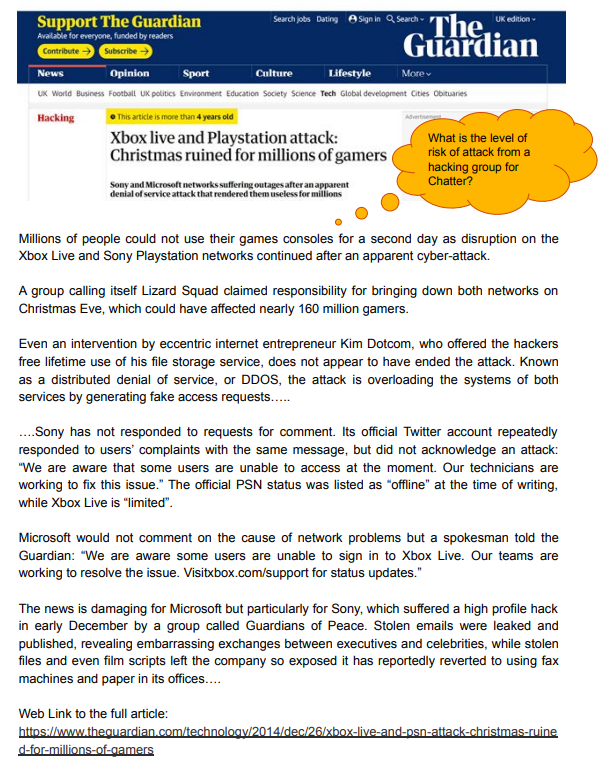 Support The Guardian
Available for everyone, funded by readers
Contribute → Subscribe →
Search jobs Dating Sign in Search UK edition
The
Guardian
News Opinion Sport Culture Lifestyle More
UK World Business Football UK politics Environment Education Society Science Tech Global development Cities Obituaries
Hacking
This article is more than 4 years old
Advertisement
Xbox live and Playstation attack:
Christmas ruined for millions of gamers
Sony and Microsoft networks suffering outages after an apparent
denial of service attack that rendered them useless for millions
What is the level of
risk of attack from a
hacking group for
Chatter?
Millions of people could not use their games consoles for a second day as disruption on the
Xbox Live and Sony Playstation networks continued after an apparent cyber-attack.
A group calling itself Lizard Squad claimed responsibility for bringing down both networks on
Christmas Eve, which could have affected nearly 160 million gamers.
Even an intervention by eccentric internet entrepreneur Kim Dotcom, who offered the hackers
free lifetime use of his file storage service, does not appear to have ended the attack. Known
as a distributed denial of service, or DDOS, the attack is overloading the systems of both
services by generating fake access requests…..
….Sony has not responded to requests for comment. Its official Twitter account repeatedly
responded to users’ complaints with the same message, but did not acknowledge an attack:
“We are aware that some users are unable to access at the moment. Our technicians are
working to fix this issue.” The official PSN status was listed as “offline” at the time of writing,
while Xbox Live is “limited”.
Microsoft would not comment on the cause of network problems but a spokesman told the
Guardian: “We are aware some users are unable to sign in to Xbox Live. Our teams are
working to resolve the issue. Visitxbox.com/support for status updates.”
The news is damaging for Microsoft but particularly for Sony, which suffered a high profile hack
in early December by a group called Guardians of Peace. Stolen emails were leaked and
published, revealing embarrassing exchanges between executives and celebrities, while stolen
files and even film scripts left the company so exposed it has reportedly reverted to using fax
machines and paper in its offices….
Web Link to the full article:
https://www.theguardian.com/technology/2014/dec/26/xbox-live-and-psn-attack-christmas-ruine
d-for-millions-of-gamers